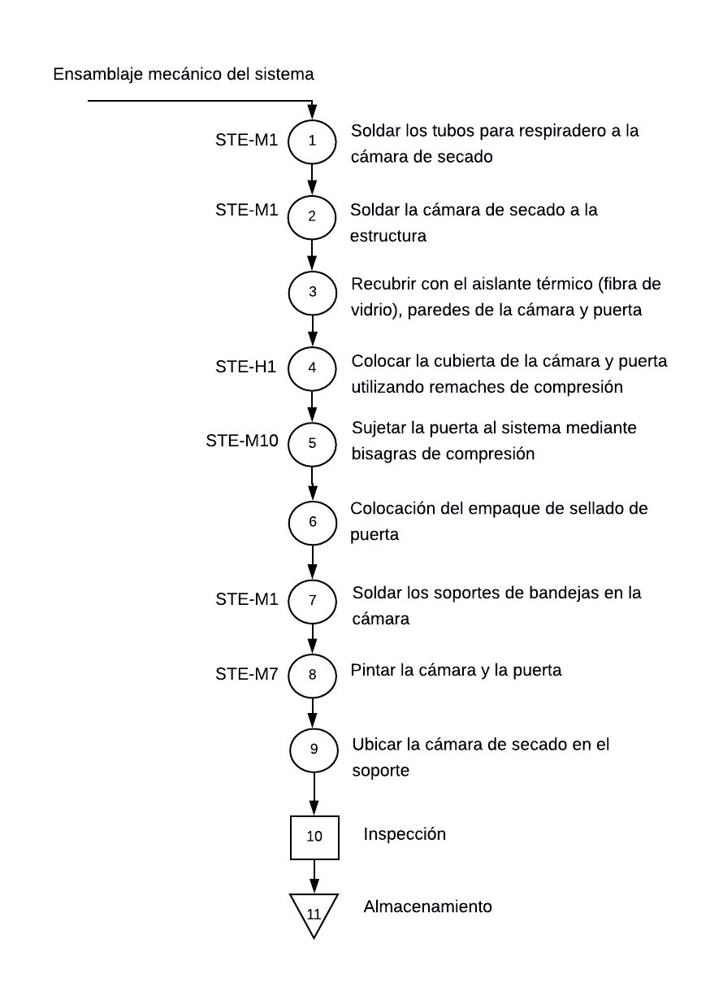 Ensamblaje mecánico del sistema
STE-M1
1
Soldar los tubos para respiradero a la
cámara de secado
STE-M1
2
Soldar la cámara de secado a la
estructura
3
Recubrir con el aislante térmico (fibra de
vidrio), paredes de la cámara y puerta
STE-H1
4
Colocar la cubierta de la cámara y puerta
utilizando remaches de compresión
STE-M10
5
Sujetar la puerta al sistema mediante
bisagras de compresión
6
Colocación del empaque de sellado de
puerta
STE-M1
7
Soldar los soportes de bandejas en la
cámara
STE-M7
8
Pintar la cámara y la puerta
9
Ubicar la cámara de secado en el
soporte
10
Inspección
11
Almacenamiento